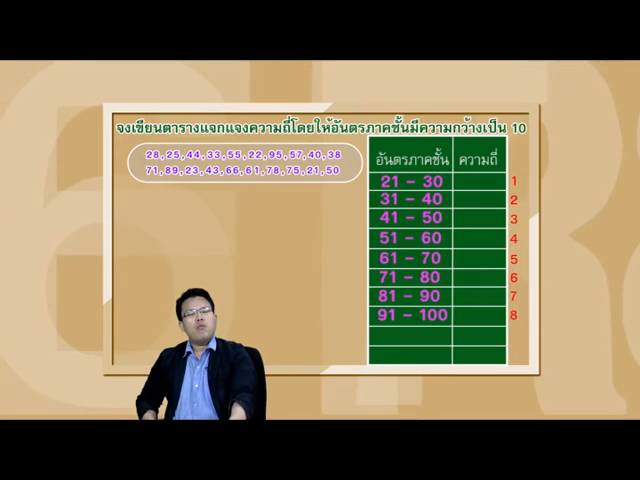 จงเขียนตารางแจกแจงความถี่โดยให้อันตรภาคชั้นมีความกว้างเป็น 10
28,25,44,33,55,22,95,57,40,38
71,89,23,43,66,61,78,75,21,50
อันตรภาคชั้น ความถี่
21 - 30 1
31 - 40 2
41 - 50 3
51 - 60 4
61 - 70 5
71 - 80 6
81 - 90 7
91 - 100 8